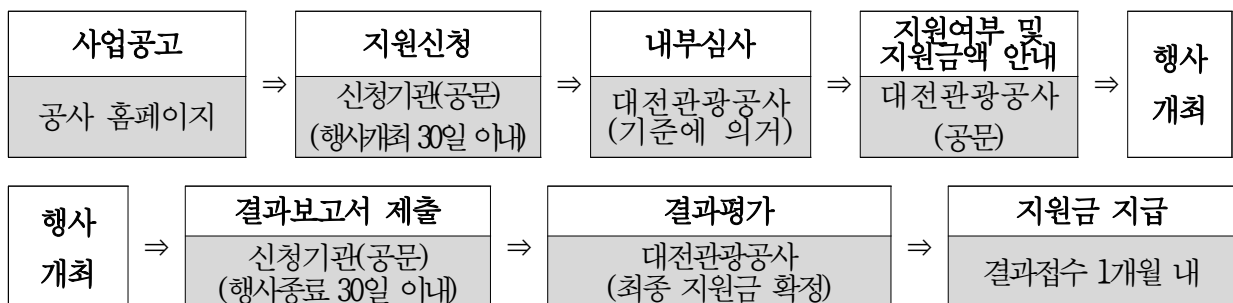 사업공고
공사 홈페이지
⇒
지원신청
신청기관(공문)
(행사개최 30일 이내)
⇒
내부심사
대전관광공사
(기준에 의거)
⇒
지원여부 및
지원금액 안내
대전관광공사
(공문)
⇒
행사
개최
행사
개최
⇒
결과보고서 제출
신청기관(공문)
(행사종료 30일 이내)
⇒
결과평가
대전관광공사
(최종 지원금 확정)
⇒
지원금 지급
결과접수 1개월 내